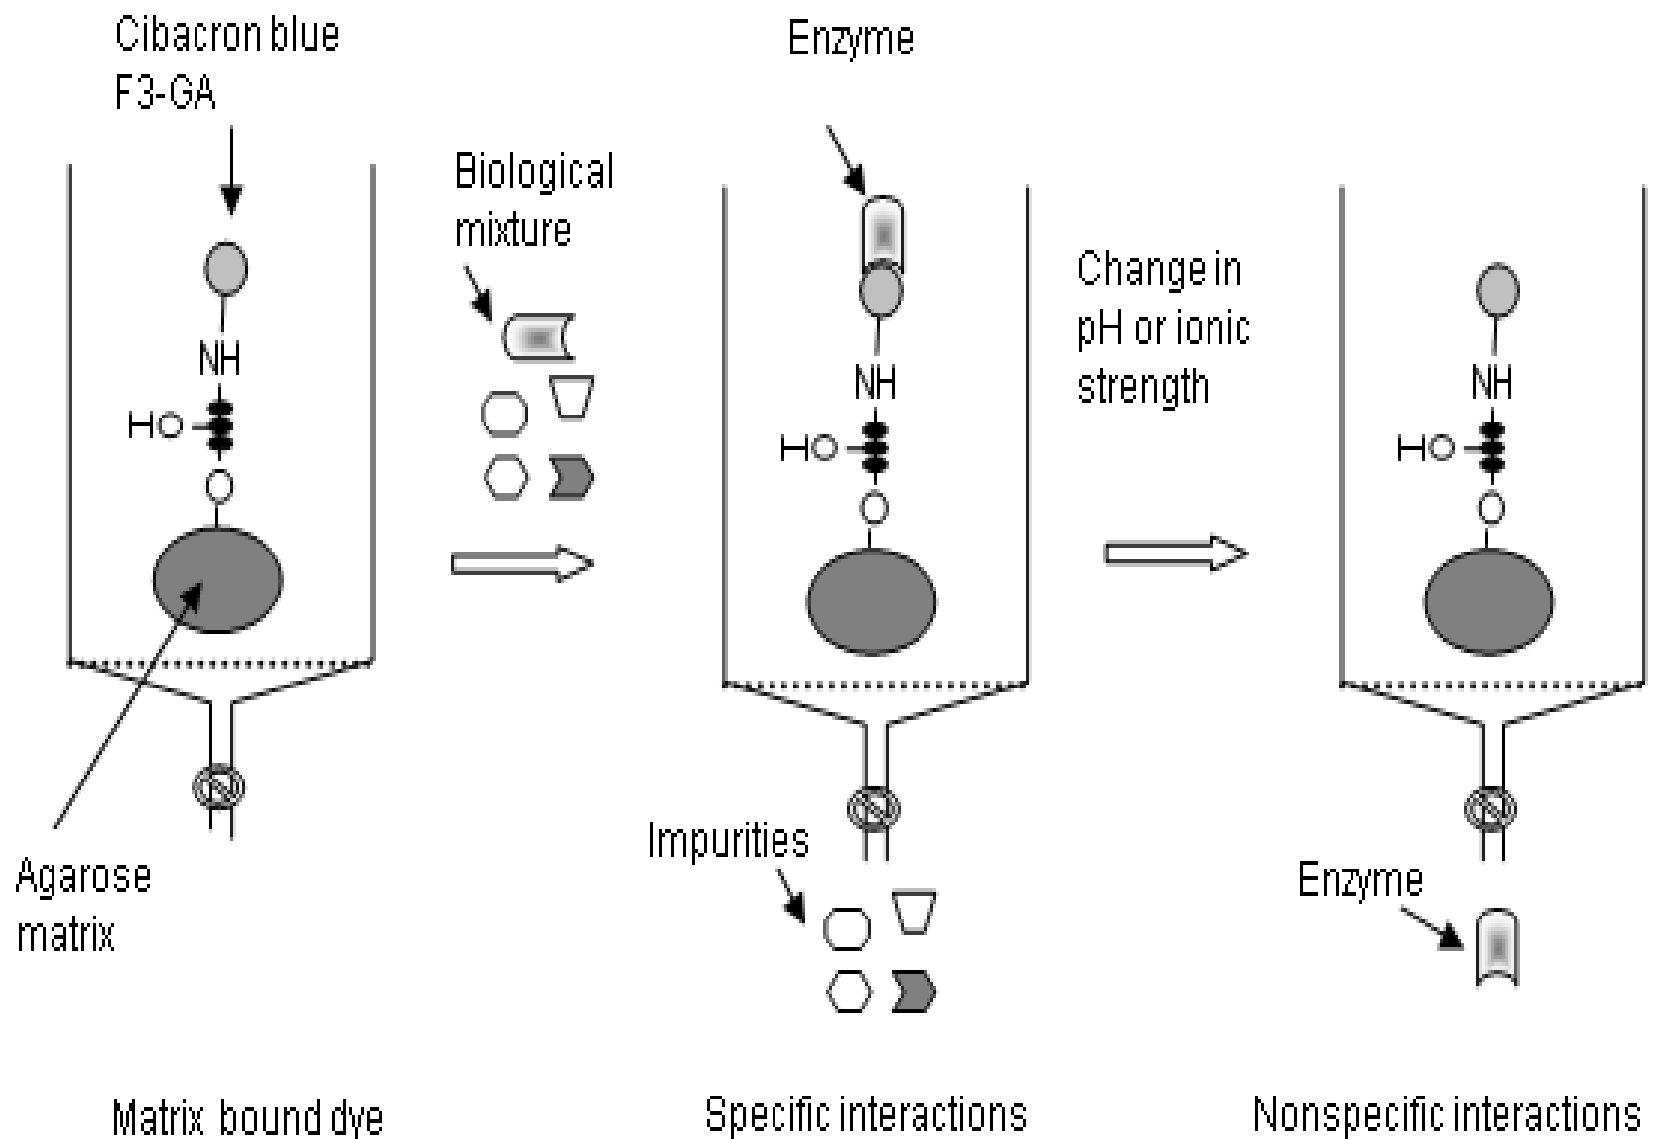 Cibacron blue
F3-GA
NH
HO
O
Agarose
matrix
Matrix bound dye
Biological
mixture
Enzyme
NH
HO
O
Impurities
Specific interactions
Change in
pH or ionic
strength
NH
HO
O
Enzyme
Nonspecific interactions